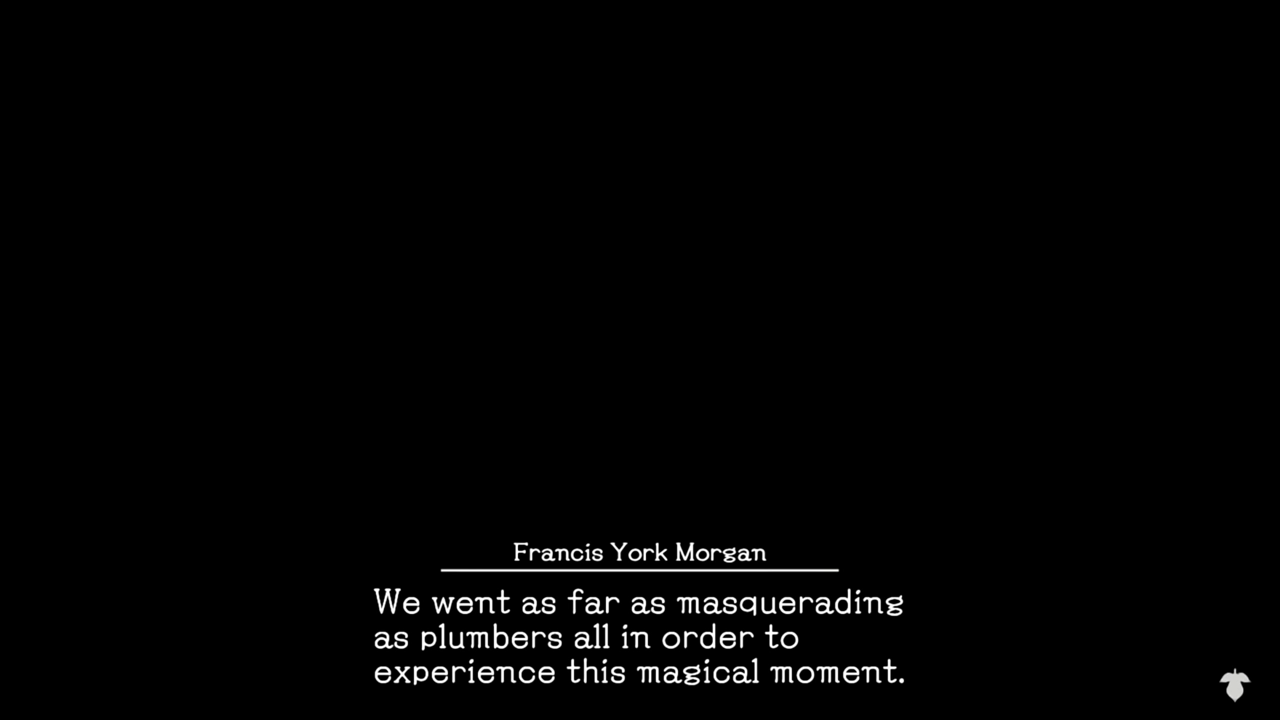 Francis York Morgan
We went as far as masquerading
as plumbers all in order to
experience this magical moment.